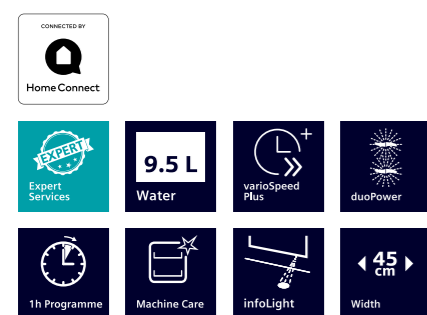 CONNECTED BY
Home Connect
EXPERT
Expert
Services
9.5 L
Water
+
varioSpeed
Plus
duoPower
1h Programme
Machine Care
infoLight
45
cm
Width